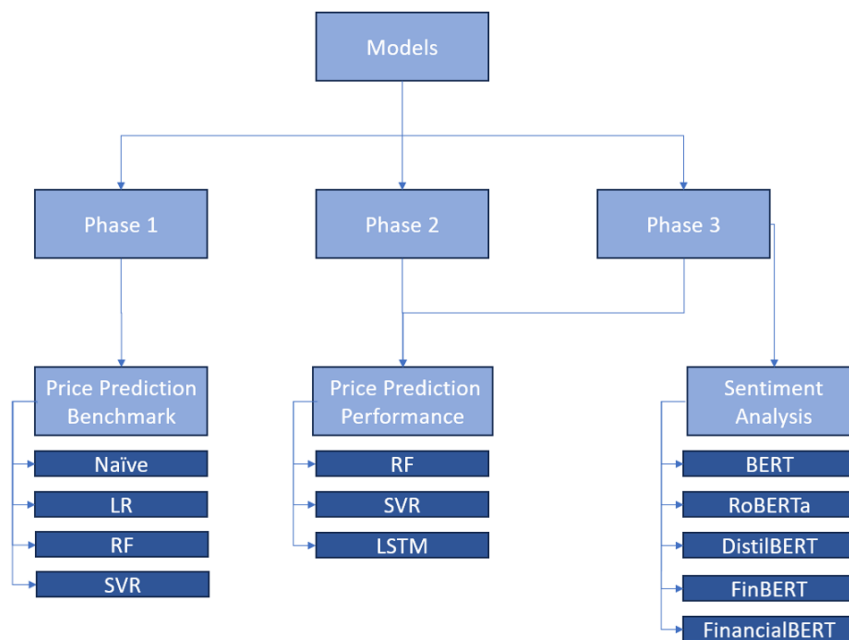 Models
Phase 1
Phase 2
Phase 3
Price Prediction
Benchmark
Naïve
LR
RF
SVR
Price Prediction
Performance
RF
SVR
LSTM
Sentiment
Analysis
BERT
RoBERTa
DistilBERT
FinBERT
FinancialBERT